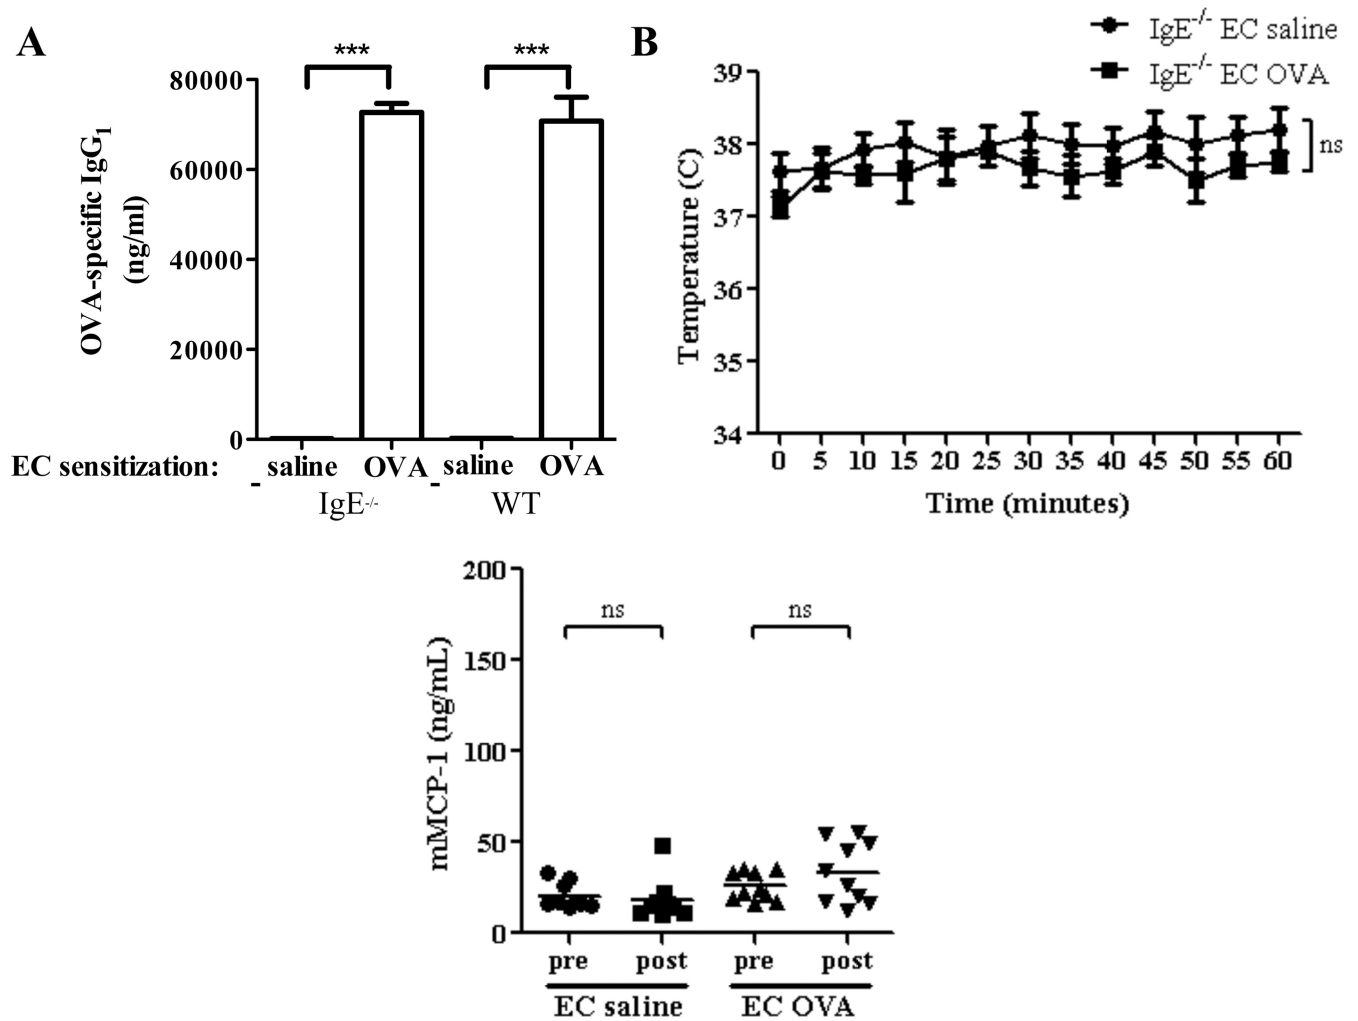 A
***
***
80000
60000
40000
20000
0
OVA-specific IgG1
(ng/ml)
EC sensitization:
saline
OVA
saline
OVA
IgE-/-
WT
B
IgE-/- EC saline
IgE-/- EC OVA
39
38
37
36
35
34
Temperature (C)
ns
0 5 10 15 20 25 30 35 40 45 50 55 60
Time (minutes)
200
150
100
50
0
mMCP-1 (ng/mL)
ns
ns
pre post pre post
EC saline EC OVA